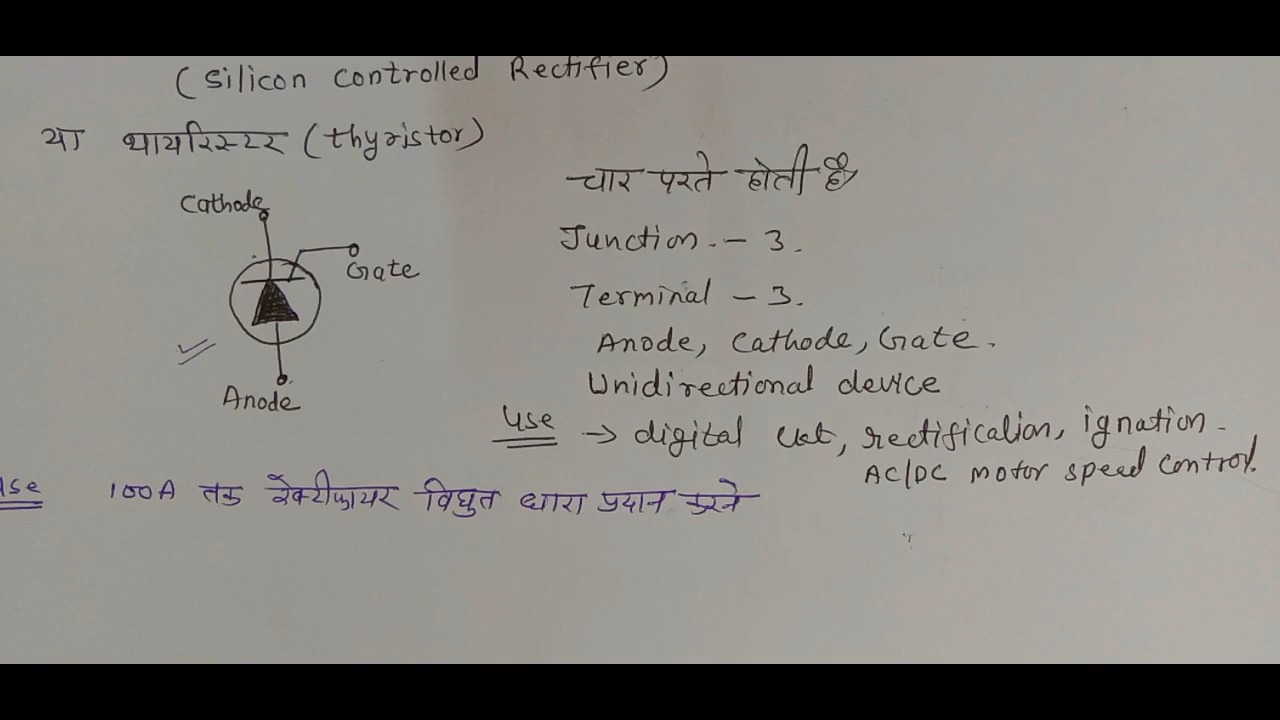 (Silicon controlled Rectifier)
या थायरिस्टर (thyristor)
चार परते होती है
Cathode
Junction - 3.
Gate
Terminal - 3.
Anode, Cathode, Gate.
Unidirectional device
Anode
Use → digital ckt, rectification, ignation
AC/DC motor speed control.
use 100A तक रेक्टीफायर विधुत धारा प्रदान करने